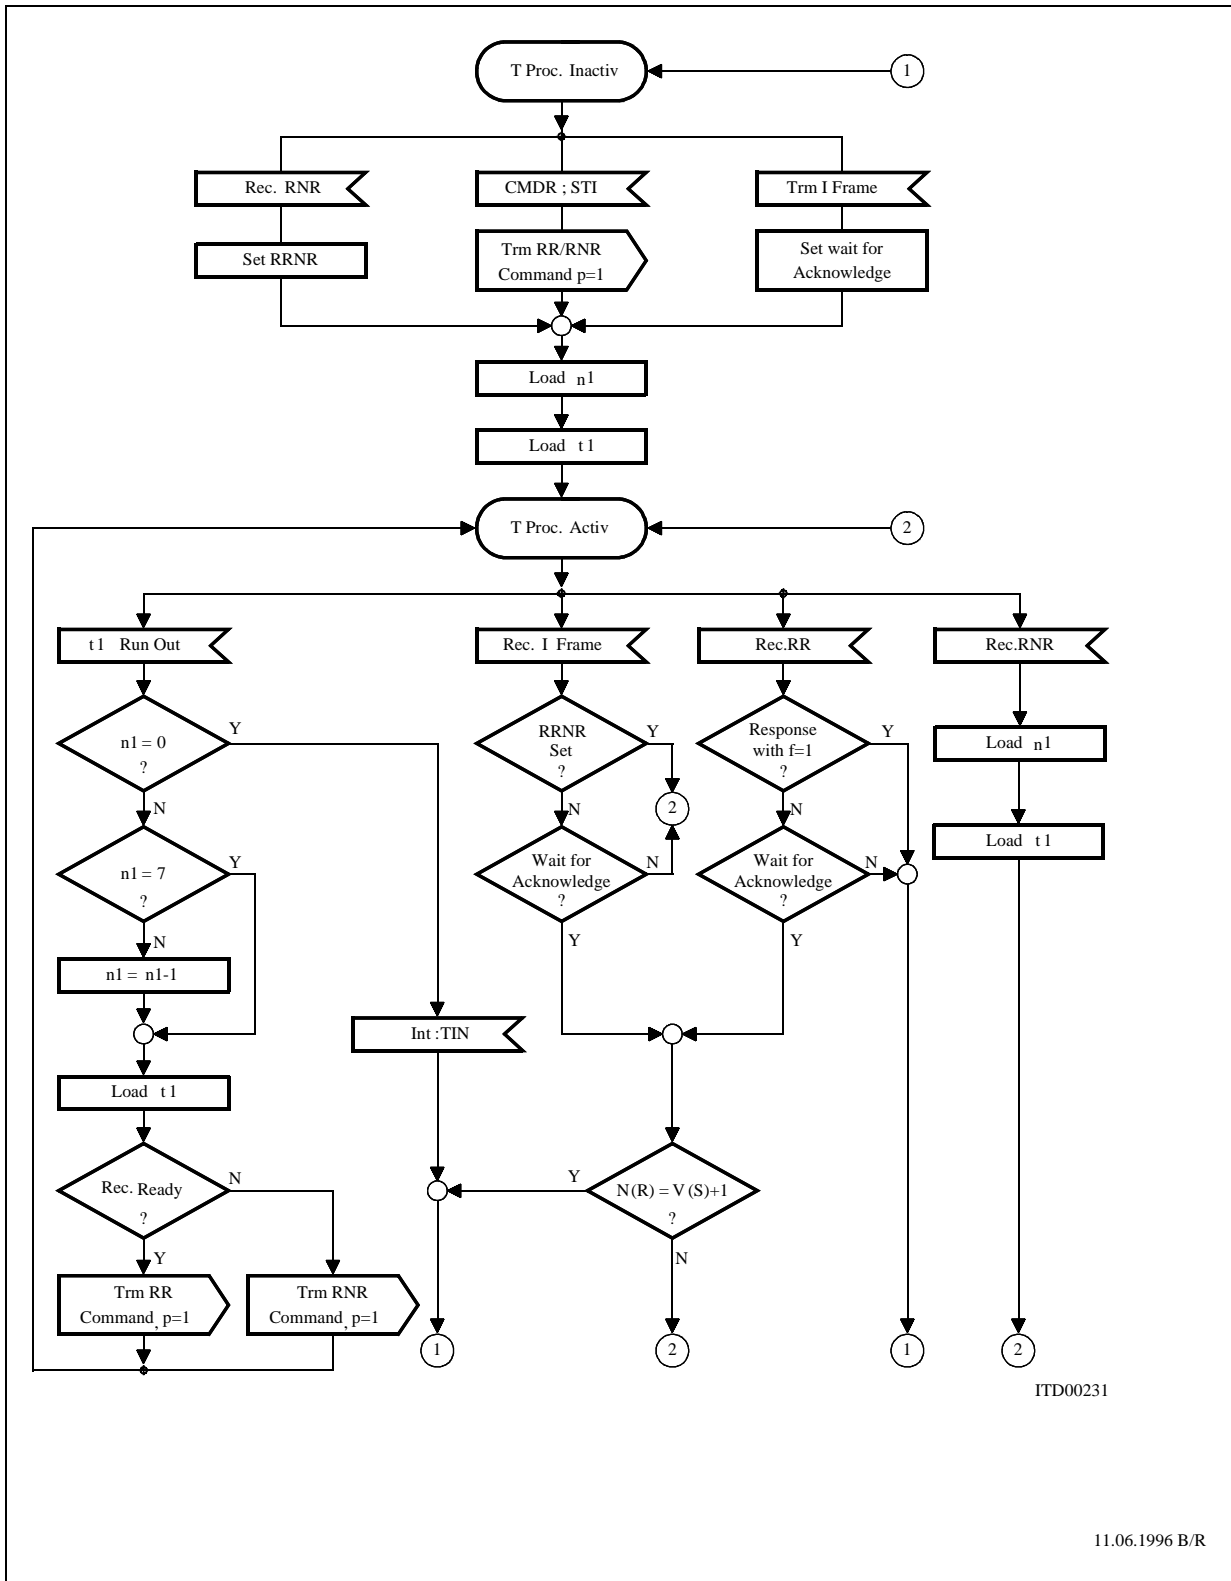 T Proc. Inactiv
1
Rec. RNR
CMDR ; STI
Trm I Frame
Set RRNR
Trm RR/RNR
Command p=1
Set wait for
Acknowledge
Load n1
Load t1
T Proc. Activ
2
t1 Run Out
Rec. I Frame
Rec.RR
Rec.RNR
n1 = 0
?
Y
N
RRNR
Set
?
Y
N
Response
with f=1
?
Y
N
Load n1
2
n1 = 7
?
Y
N
Wait for
Acknowledge
?
N
Y
Wait for
Acknowledge
?
N
Y
Load t1
n1 = n1-1
Int :TIN
Load t1
Rec. Ready
?
N
Y
N(R) = V(S)+1
?
Y
N
Trm RR
Command, p=1
Trm RNR
Command, p=1
1
2
1
2
ITD00231
11.06.1996 B/R